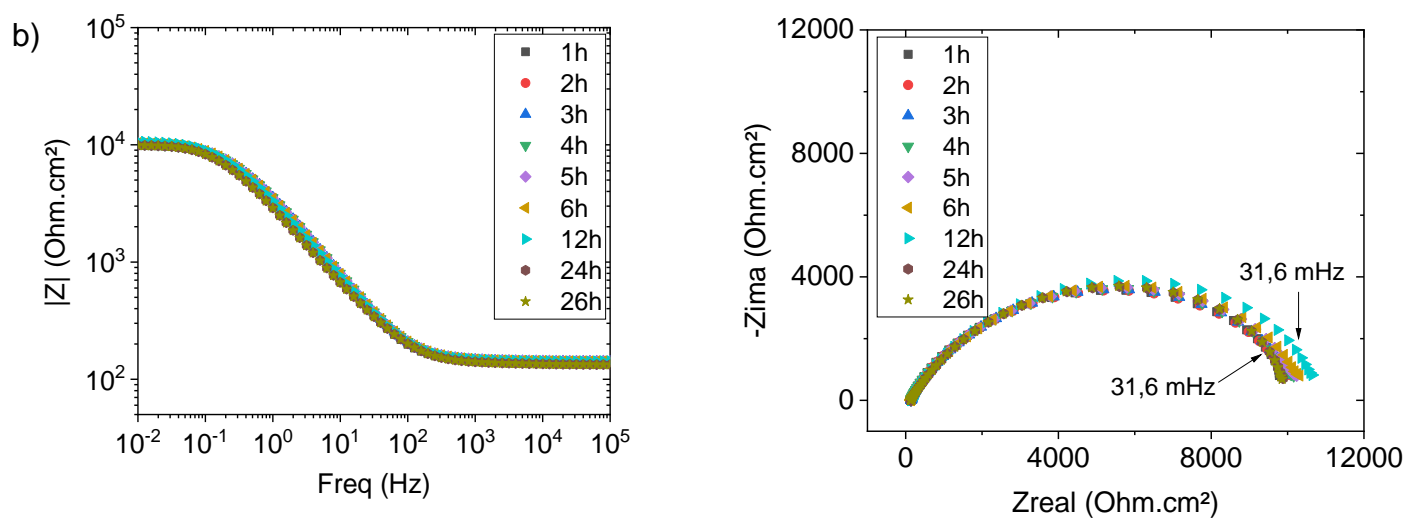 b)
10⁵
10⁴
10³
10²
|Z| (Ohm.cm²)
1h
2h
3h
4h
5h
6h
12h
24h
26h
10⁻² 10⁻¹ 10⁰ 10¹ 10² 10³ 10⁴ 10⁵
Freq (Hz)
12000
8000
4000
0
-Zima (Ohm.cm²)
1h
2h
3h
4h
5h
6h
12h
24h
26h
31,6 mHz
31,6 mHz
0 4000 8000 12000
Zreal (Ohm.cm²)